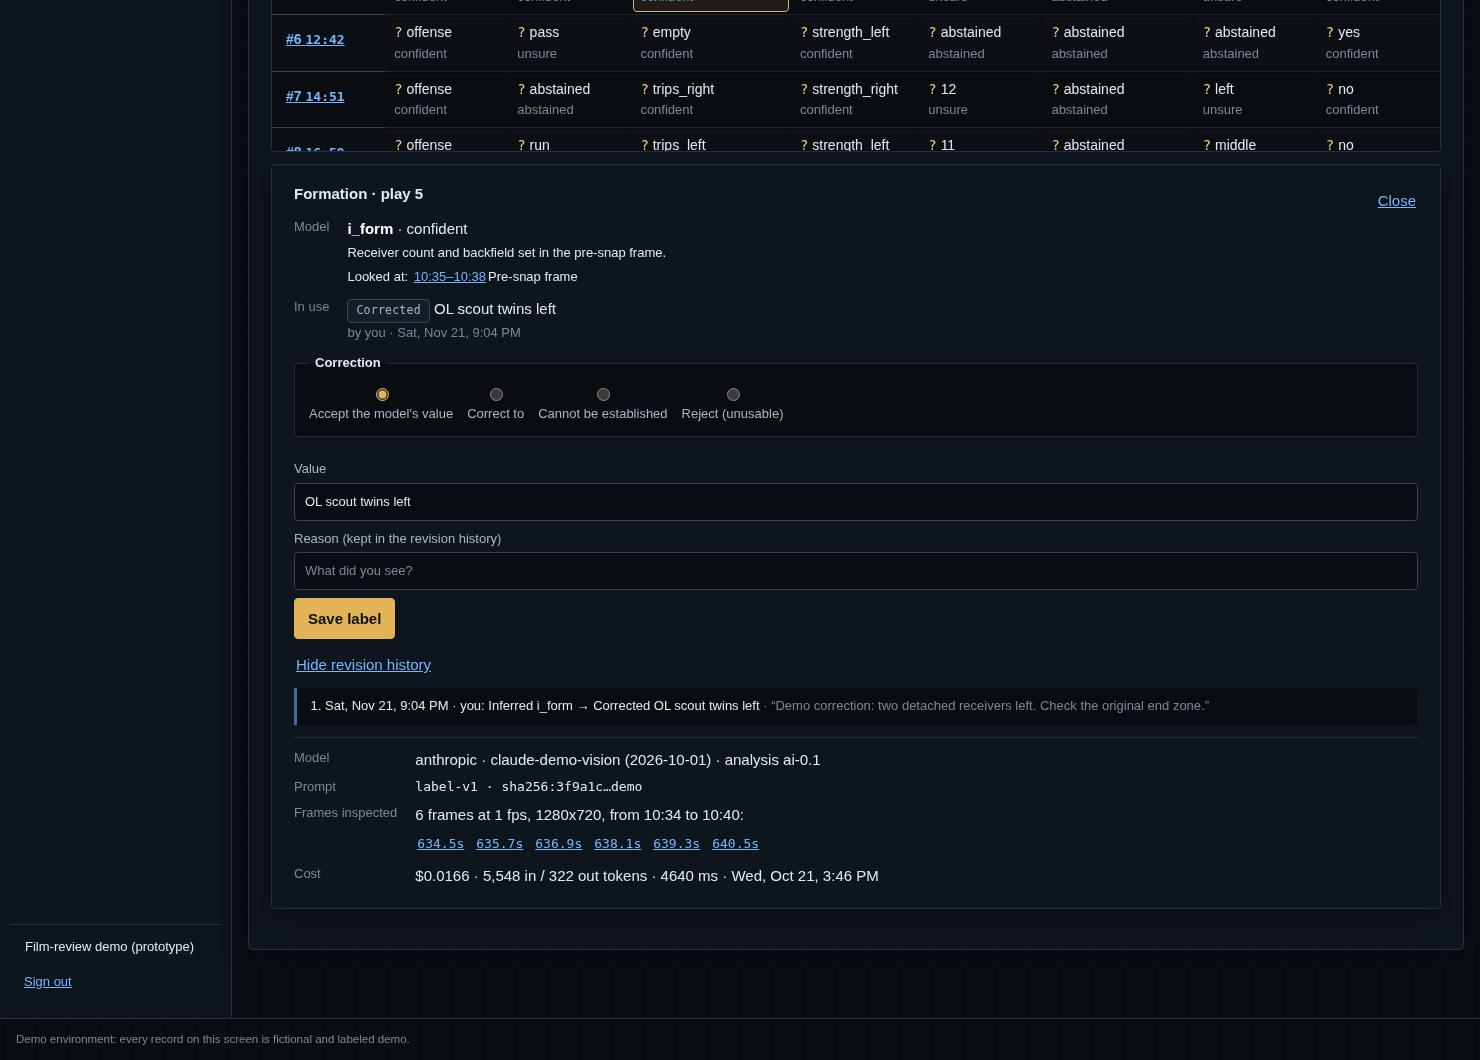 #6 12:42 ? offense ? pass ? empty ? strength_left ? abstained ? abstained ? abstained ? yes
confident unsure confident confident abstained abstained abstained confident
#7 14:51 ? offense ? abstained ? trips_right ? strength_right ? 12 ? abstained ? left ? no
confident abstained confident confident unsure abstained unsure confident
#8 16:59 ? offense ? run ? trips_left ? strength_left ? 11 ? abstained ? middle ? no
Formation · play 5
Close
Model i_form · confident
Receiver count and backfield set in the pre-snap frame.
Looked at: 10:35–10:38 Pre-snap frame
In use Corrected OL scout twins left
by you · Sat, Nov 21, 9:04 PM
Correction
Accept the model's value Correct to Cannot be established Reject (unusable)
Value
OL scout twins left
Reason (kept in the revision history)
What did you see?
Save label
Hide revision history
1. Sat, Nov 21, 9:04 PM · you: Inferred i_form → Corrected OL scout twins left · “Demo correction: two detached receivers left. Check the original end zone.”
Model anthropic · claude-demo-vision (2026-10-01) · analysis ai-0.1
Prompt label-v1 · sha256:3f9a1c…demo
Frames inspected 6 frames at 1 fps, 1280x720, from 10:34 to 10:40:
634.5s 635.7s 636.9s 638.1s 639.3s 640.5s
Cost $0.0166 · 5,548 in / 322 out tokens · 4640 ms · Wed, Oct 21, 3:46 PM
Film-review demo (prototype)
Sign out
Demo environment: every record on this screen is fictional and labeled demo.